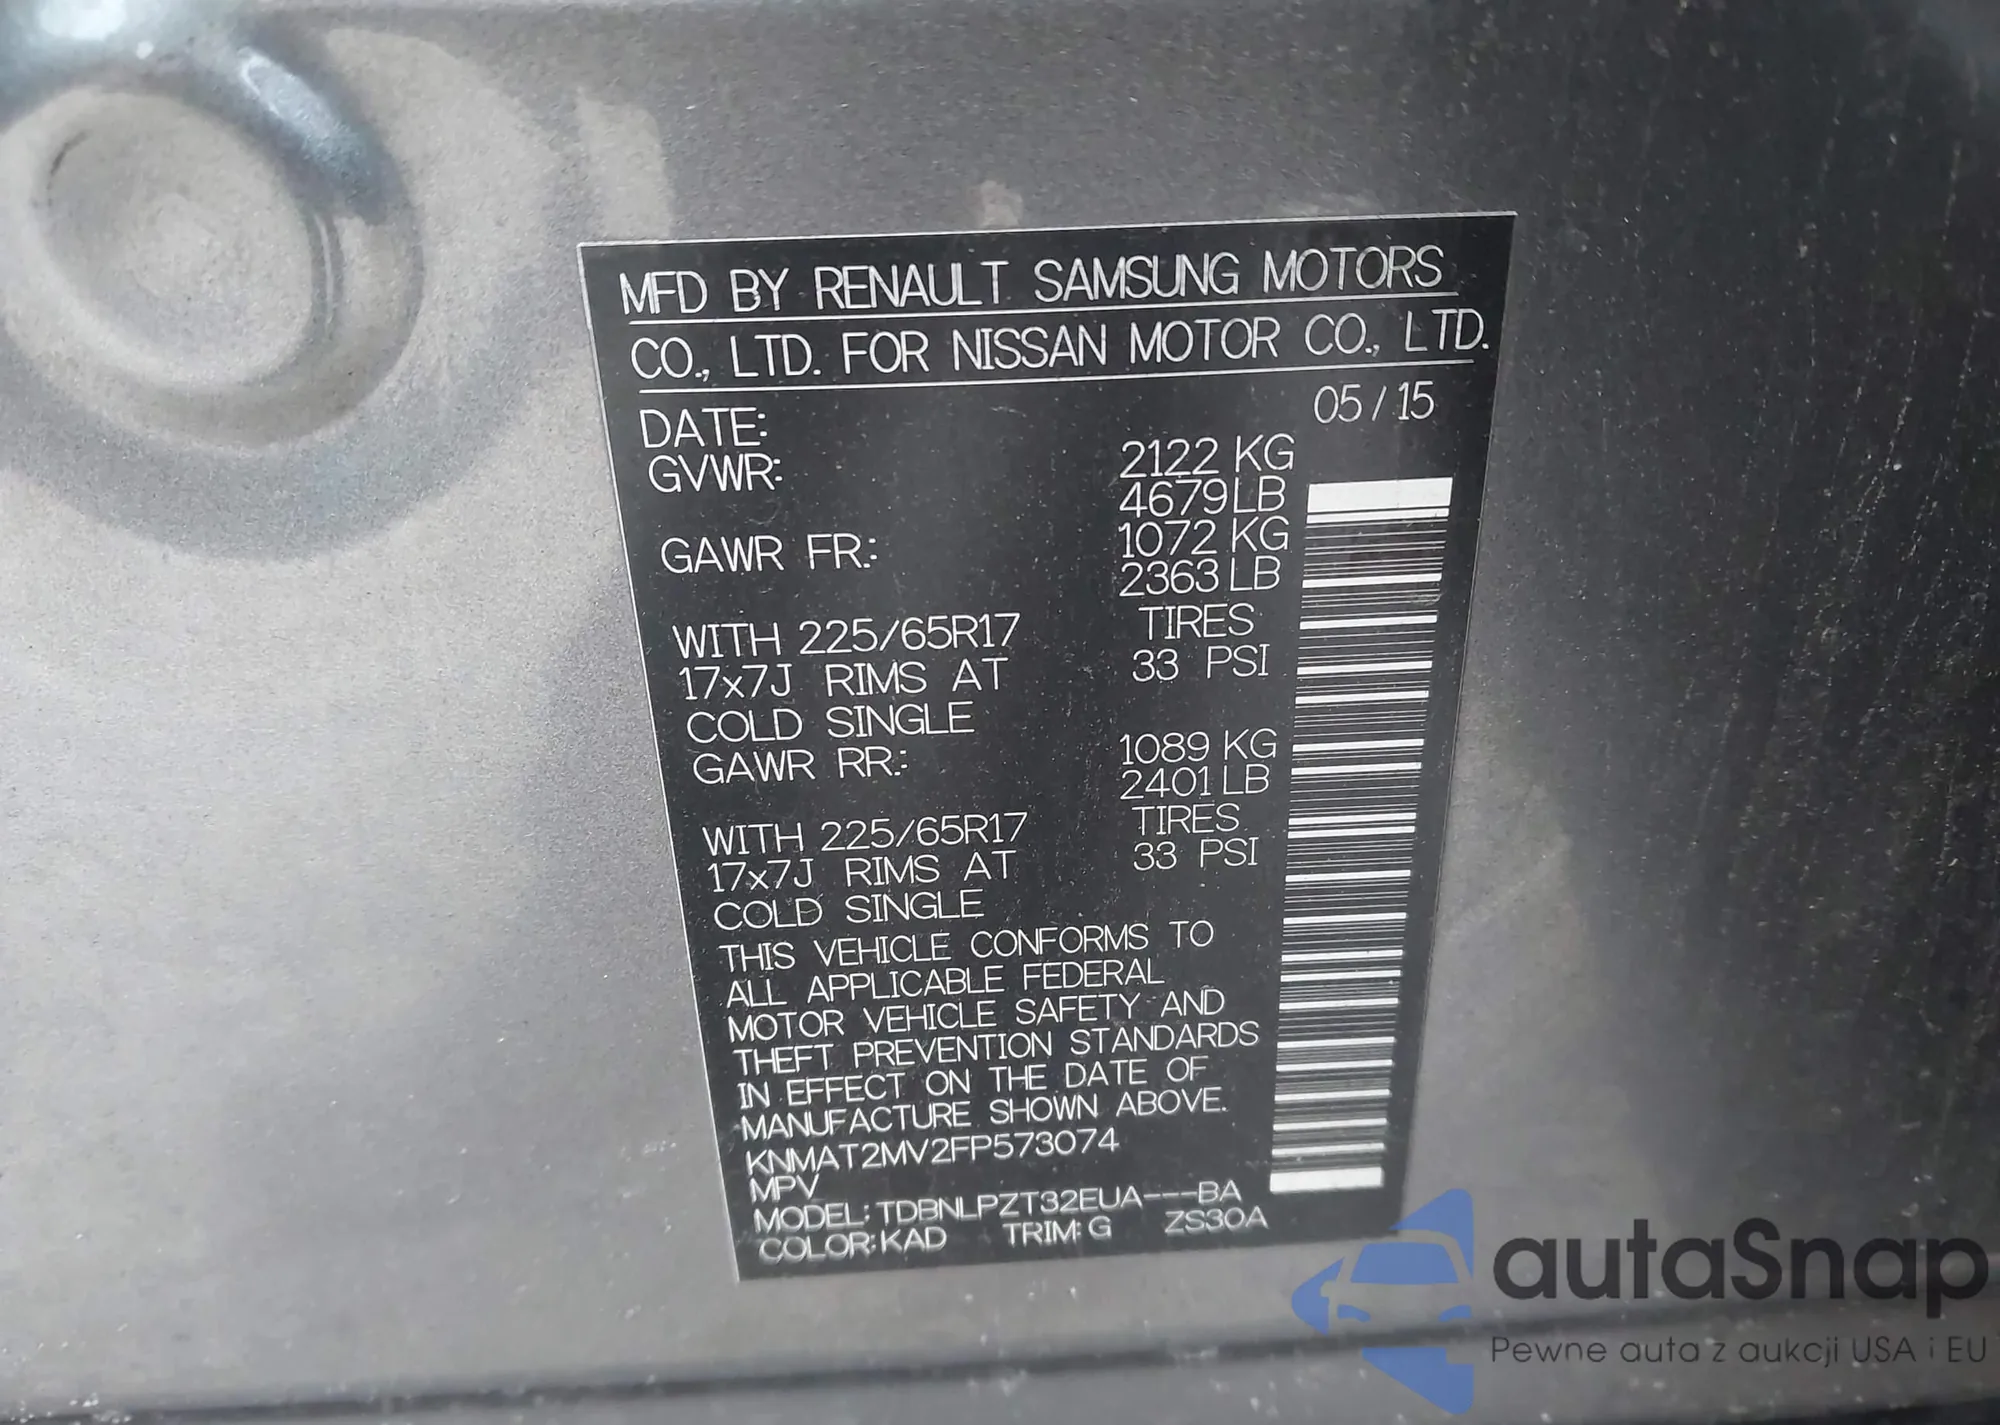 MFD BY RENAULT SAMSUNG MOTORS
CO., LTD. FOR NISSAN MOTOR CO., LTD.
DATE: 05/15
GVWR: 2122 KG
4679 LB
GAWR FR.: 1072 KG
2363 LB
WITH 225/65R17 TIRES
17x7J RIMS AT 33 PSI
COLD SINGLE
GAWR RR.: 1089 KG
2401 LB
WITH 225/65R17 TIRES
17x7J RIMS AT 33 PSI
COLD SINGLE
THIS VEHICLE CONFORMS TO
ALL APPLICABLE FEDERAL
MOTOR VEHICLE SAFETY AND
THEFT PREVENTION STANDARDS
IN EFFECT ON THE DATE OF
MANUFACTURE SHOWN ABOVE.
KNMAT2MV2FP573074
MPV
MODEL: TDBNLPZT32EUA---BA
COLOR: KAD TRIM: G ZS30A
autaSnap
Pewne auta z aukcji USA i EU